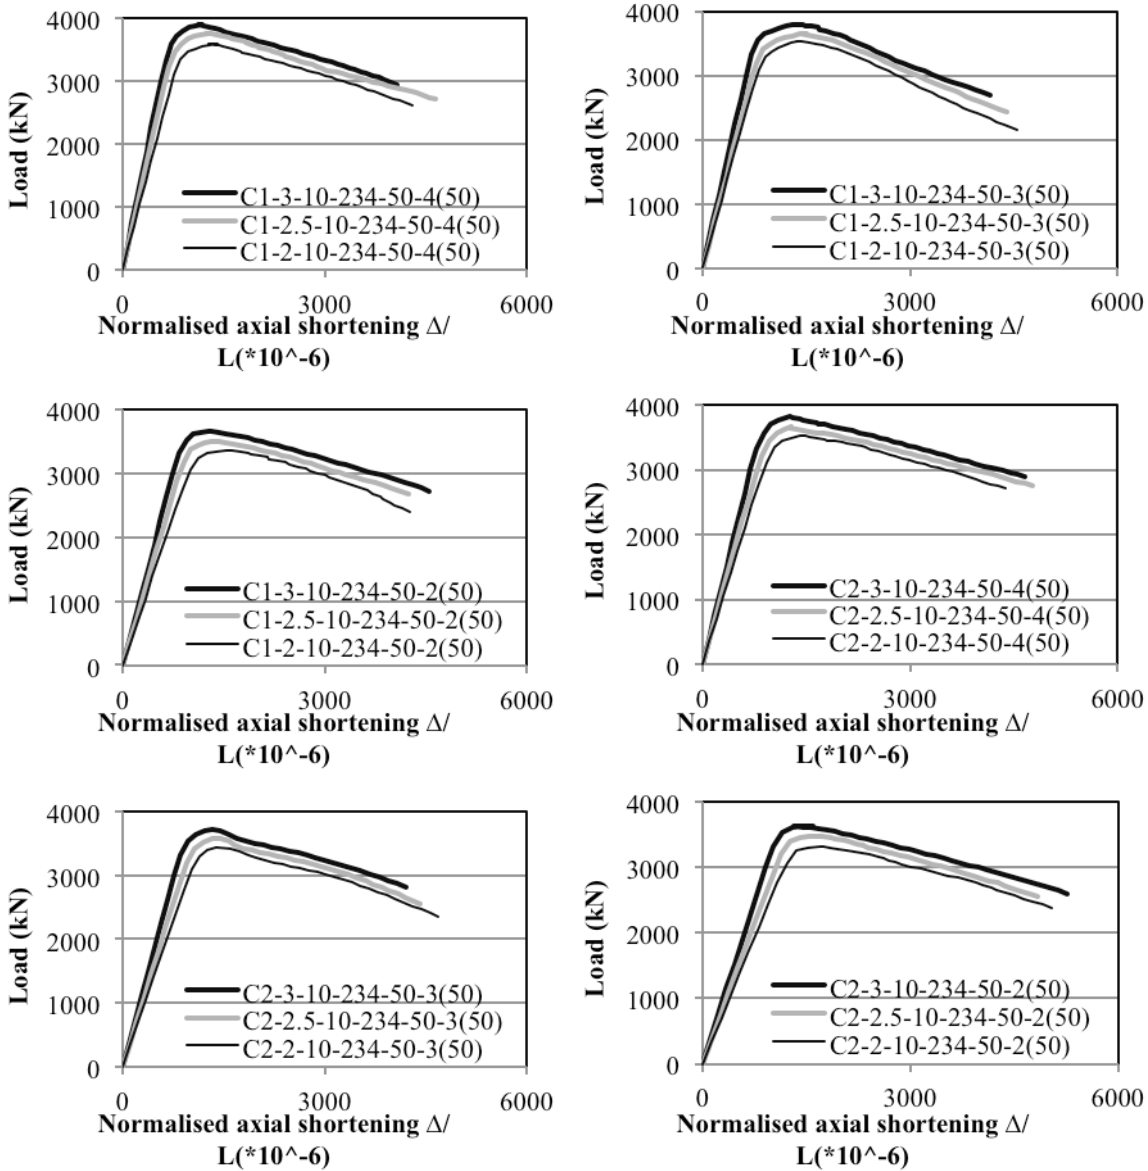 4000
3000
2000
1000
0
Load (kN)
C1-3-10-234-50-4(50)
C1-2.5-10-234-50-4(50)
C1-2-10-234-50-4(50)
0 3000 6000
Normalised axial shortening Δ/
L(*10^-6)
4000
3000
2000
1000
0
Load (kN)
C1-3-10-234-50-3(50)
C1-2.5-10-234-50-3(50)
C1-2-10-234-50-3(50)
0 3000 6000
Normalised axial shortening Δ/
L(*10^-6)
4000
3000
2000
1000
0
Load (kN)
C1-3-10-234-50-2(50)
C1-2.5-10-234-50-2(50)
C1-2-10-234-50-2(50)
0 3000 6000
Normalised axial shortening Δ/
L(*10^-6)
4000
3000
2000
1000
0
Load (kN)
C2-3-10-234-50-4(50)
C2-2.5-10-234-50-4(50)
C2-2-10-234-50-4(50)
0 3000 6000
Normalised axial shortening Δ/
L(*10^-6)
4000
3000
2000
1000
0
Load (kN)
C2-3-10-234-50-3(50)
C2-2.5-10-234-50-3(50)
C2-2-10-234-50-3(50)
0 3000 6000
Normalised axial shortening Δ/
L(*10^-6)
4000
3000
2000
1000
0
Load (kN)
C2-3-10-234-50-2(50)
C2-2.5-10-234-50-2(50)
C2-2-10-234-50-2(50)
0 3000 6000
Normalised axial shortening Δ/
L(*10^-6)